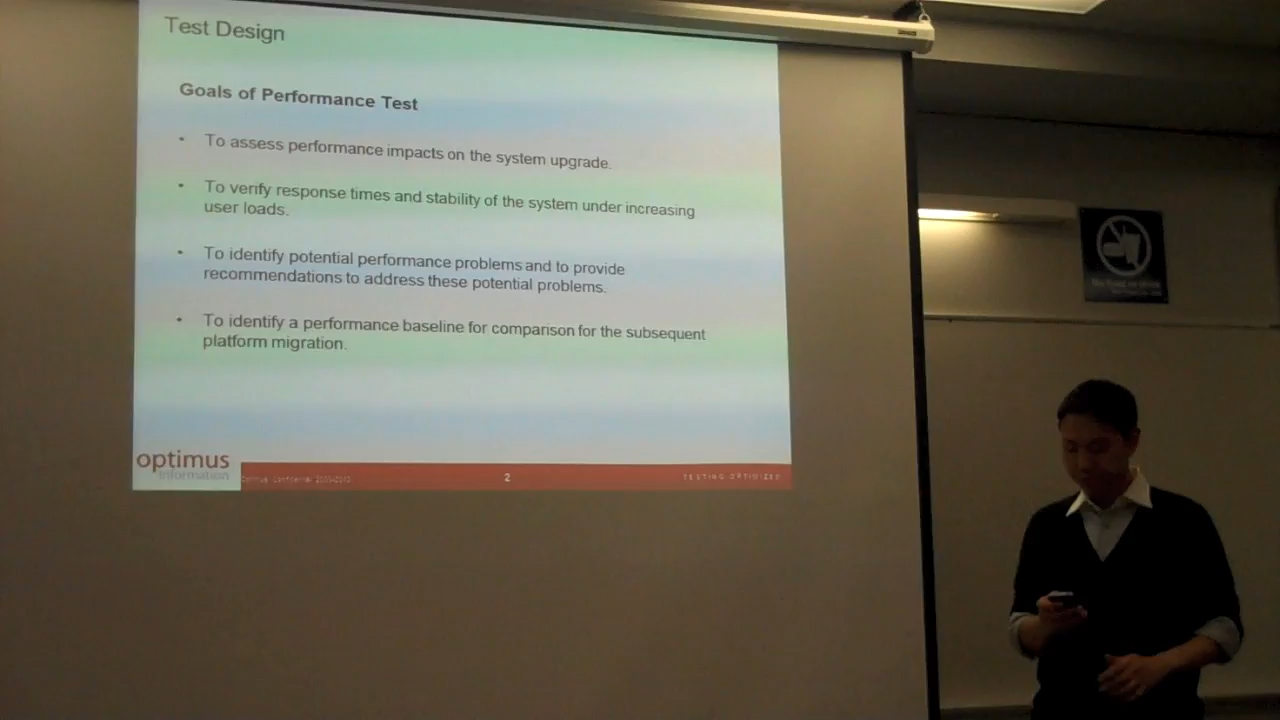 Test Design
Goals of Performance Test
• To assess performance impacts on the system upgrade.
• To verify response times and stability of the system under increasing
user loads.
• To identify potential performance problems and to provide
recommendations to address these potential problems.
• To identify a performance baseline for comparison for the subsequent
platform migration.
optimus
information
2
TESTING OPTIMIZED